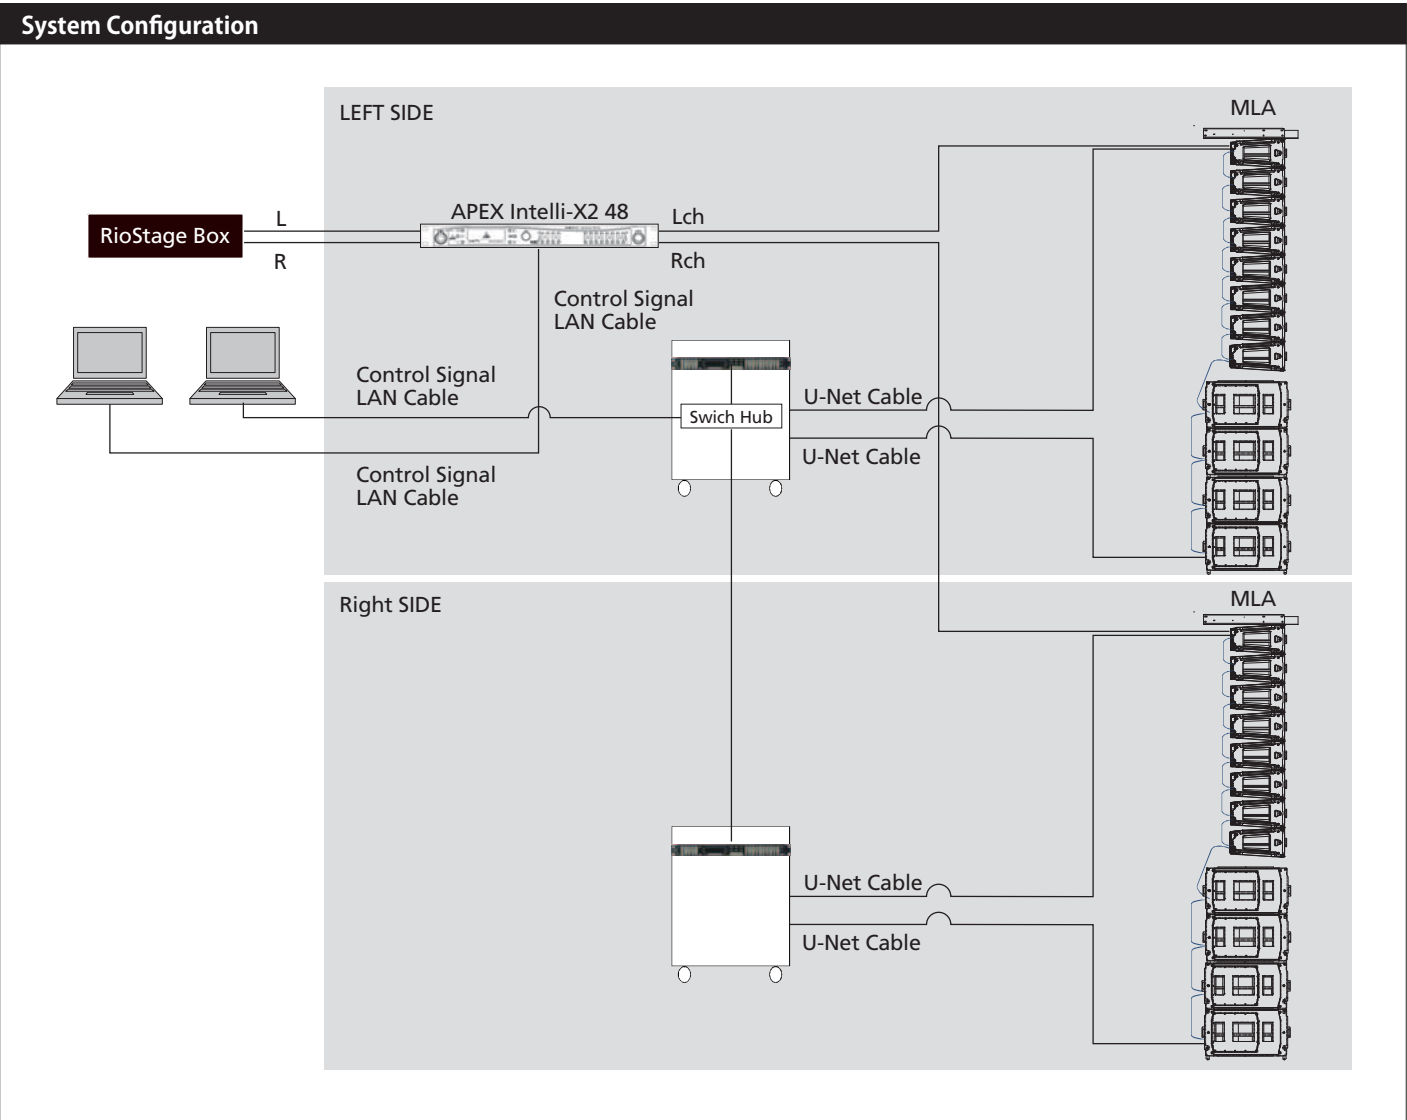 System Configuration
LEFT SIDE
MLA
RioStage Box
L
R
APEX Intelli-X2 48
Lch
Rch
Control Signal
LAN Cable
Control Signal
LAN Cable
Control Signal
LAN Cable
Swich Hub
U-Net Cable
U-Net Cable
Right SIDE
MLA
U-Net Cable
U-Net Cable